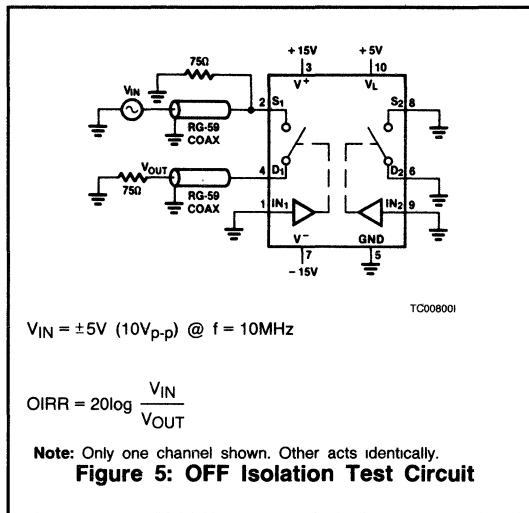 +15V
+5V
75Ω
3
10
V+
VL
VIN
2
S1
S2
8
RG-59
COAX
VOUT
4
D1
D2
6
75Ω
RG-59
COAX
1
IN1
IN2
9
V−
GND
7
5
−15V
TC00800I
VIN = ±5V (10Vp-p) @ f = 10MHz
OIRR = 20log VIN
VOUT
Note: Only one channel shown. Other acts identically.
Figure 5: OFF Isolation Test Circuit